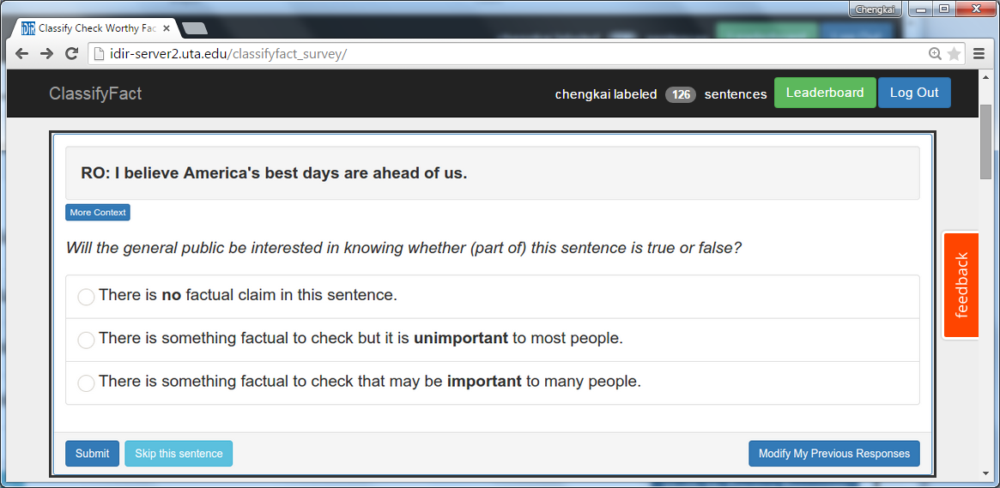 Chengkai
Classify Check Worthy Fac
idir-server2.uta.edu/classifyfact_survey/
ClassifyFact
chengkai labeled 126 sentences Leaderboard Log Out
RO: I believe America's best days are ahead of us.
More Context
Will the general public be interested in knowing whether (part of) this sentence is true or false?
There is no factual claim in this sentence.
There is something factual to check but it is unimportant to most people.
There is something factual to check that may be important to many people.
feedback
Submit Skip this sentence Modify My Previous Responses